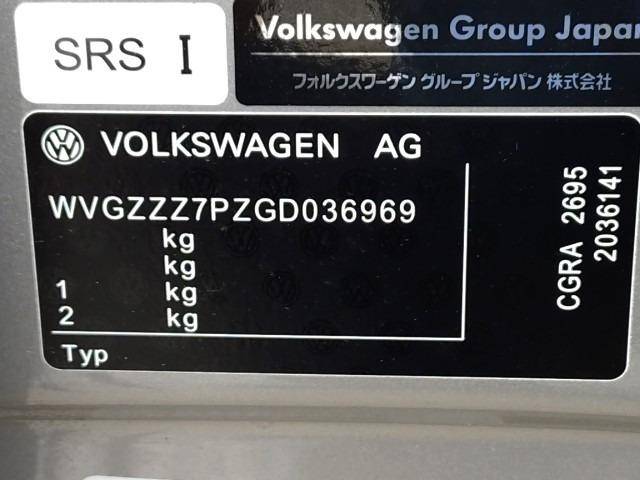 SRS I
Volkswagen Group Japan
フォルクスワーゲン グループ ジャパン 株式会社
VOLKSWAGEN AG
WVGZZZ7PZGD036969
kg
kg
1 kg
2 kg
Typ
CGRA 2695
2036141